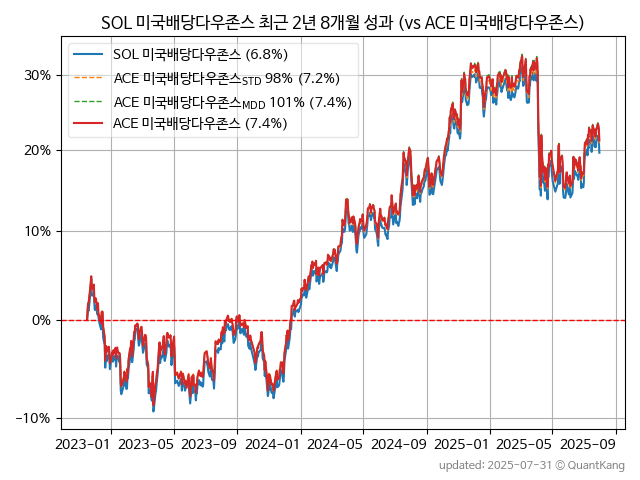 SOL 미국배당다우존스 최근 2년 8개월 성과 (vs ACE 미국배당다우존스)
SOL 미국배당다우존스 (6.8%)
ACE 미국배당다우존스STD 98% (7.2%)
ACE 미국배당다우존스MDD 101% (7.4%)
ACE 미국배당다우존스 (7.4%)
30%
20%
10%
0%
−10%
2023-01 2023-05 2023-09 2024-01 2024-05 2024-09 2025-01 2025-05 2025-09
updated: 2025-07-31 © QuantKang